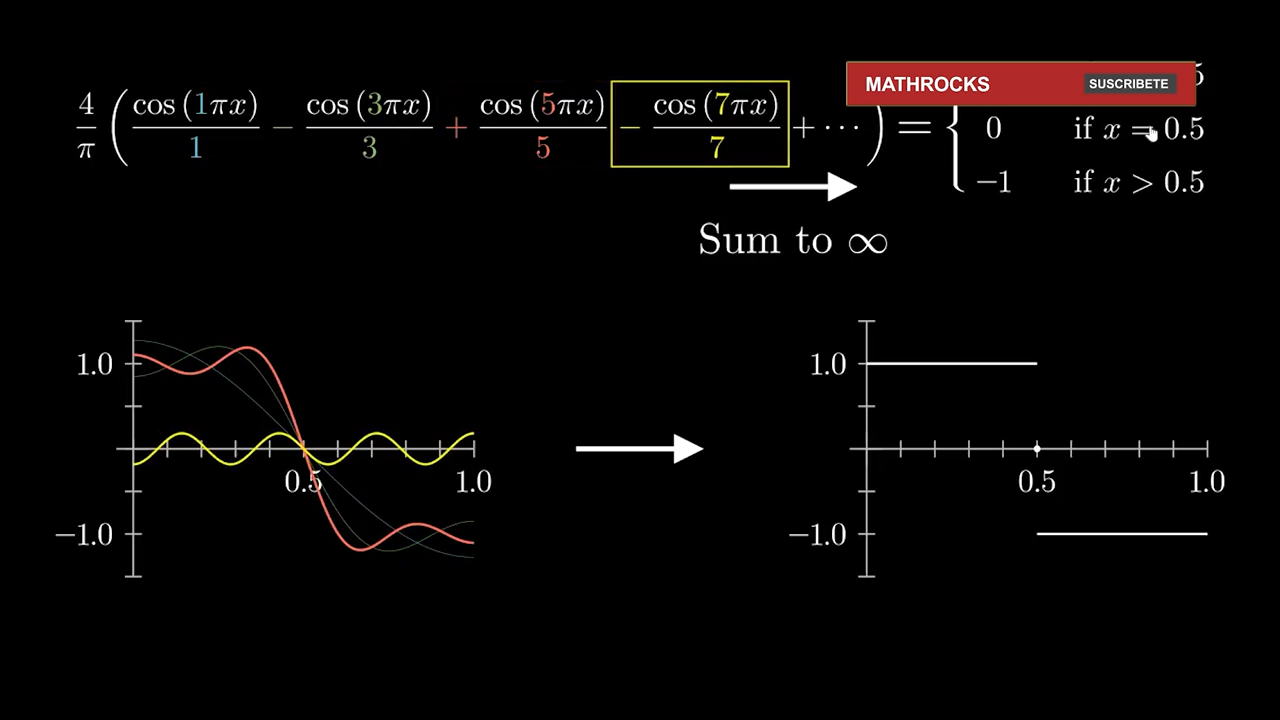 MATHROCKS SUSCRIBETE
4/π (cos (1πx)/1 − cos (3πx)/3 + cos (5πx)/5 − cos (7πx)/7 + ⋯) = {
0 if x = 0.5
−1 if x > 0.5
Sum to ∞
1.0
0.5 1.0
−1.0
1.0
0.5 1.0
−1.0